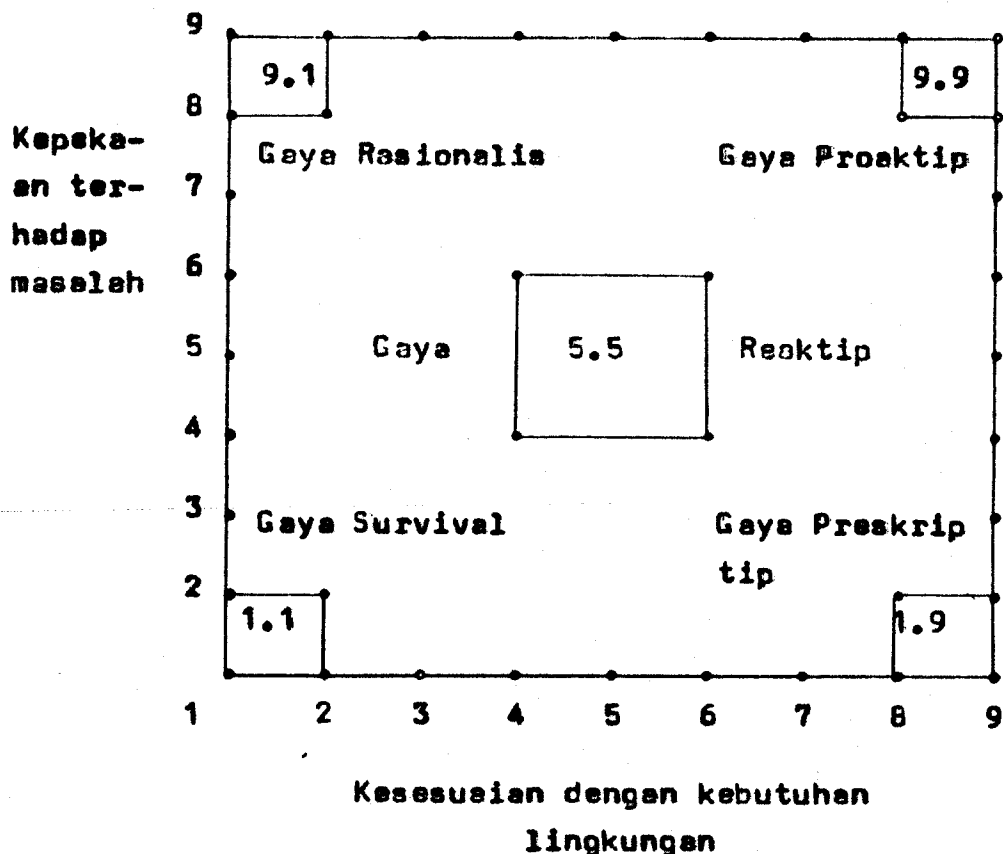 9
9.1
9.9
8
Kepeka-
an ter-
hadap
masalah
Gaya Rasionalis
Gaya Proaktip
7
6
5
Gaya
5.5
Reaktip
4
3
Gaya Survival
Gaya Preskrip
tip
2
1.1
1.9
1 2 3 4 5 6 7 8 9
Kesesuaian dengan kebutuhan
lingkungan